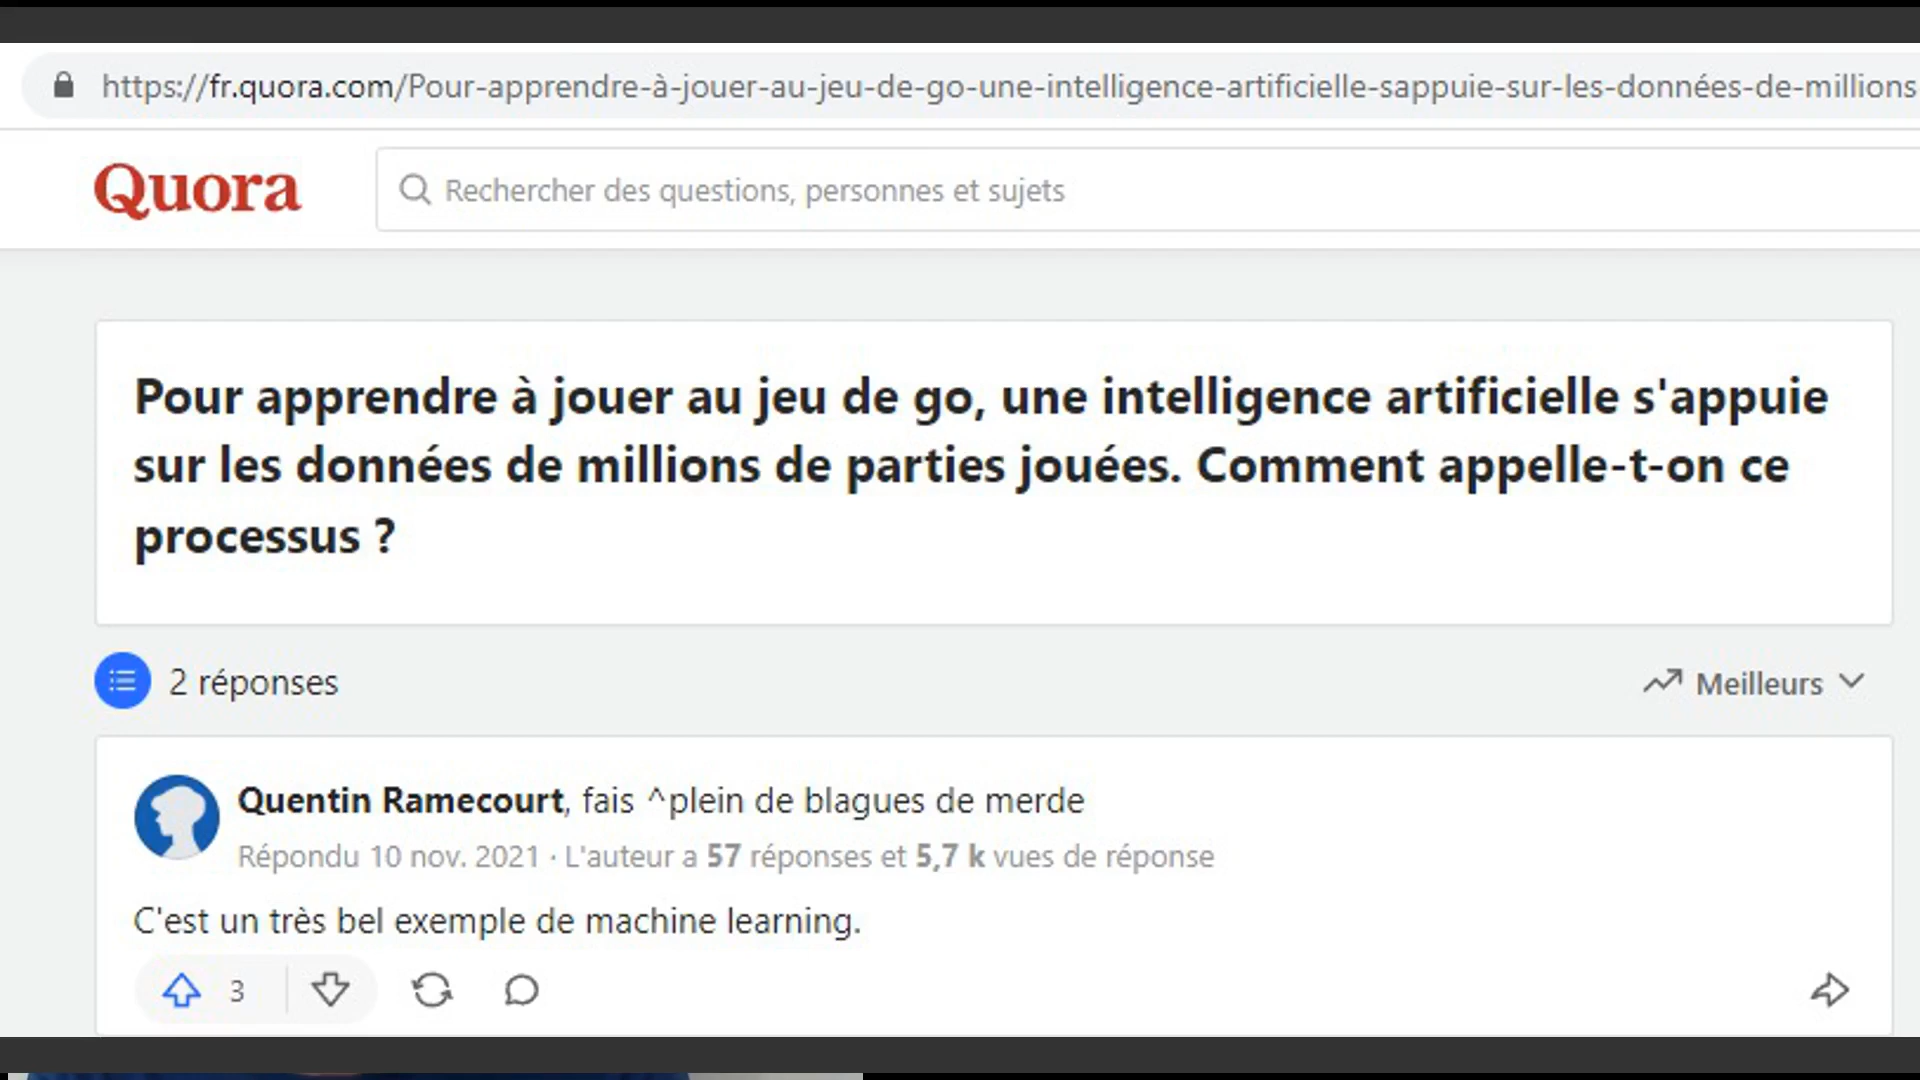 https://fr.quora.com/Pour-apprendre-à-jouer-au-jeu-de-go-une-intelligence-artificielle-sappuie-sur-les-données-de-millions
Quora
Rechercher des questions, personnes et sujets
Pour apprendre à jouer au jeu de go, une intelligence artificielle s'appuie
sur les données de millions de parties jouées. Comment appelle-t-on ce
processus ?
2 réponses
Meilleurs
Quentin Ramecourt, fais ^plein de blagues de merde
Répondu 10 nov. 2021 · L'auteur a 57 réponses et 5,7 k vues de réponse
C'est un très bel exemple de machine learning.
3